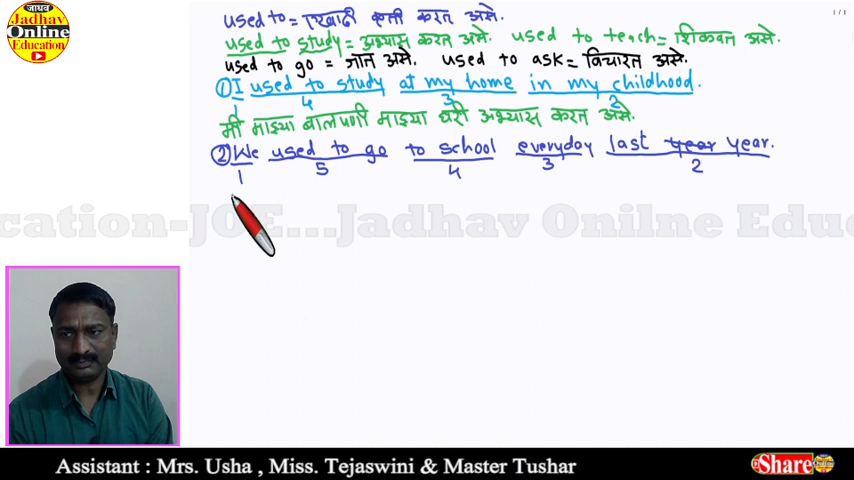 जाधव
Jadhav
Online
Education
1 / 1
used to = एखादी कृती करत असे.
used to study = अभ्यास करत असे. used to teach = शिकवत असे.
used to go = जात असे. used to ask = विचारत असे.
① I used to study at my home in my childhood.
1 4 3 2
मी माझ्या बालपणी माझ्या घरी अभ्यास करत असे.
② We used to go to school everyday last year year.
1 5 4 3 2
cation-JOE...Jadhav Onilne Edu
Assistant : Mrs. Usha , Miss. Tejaswini & Master Tushar
Share